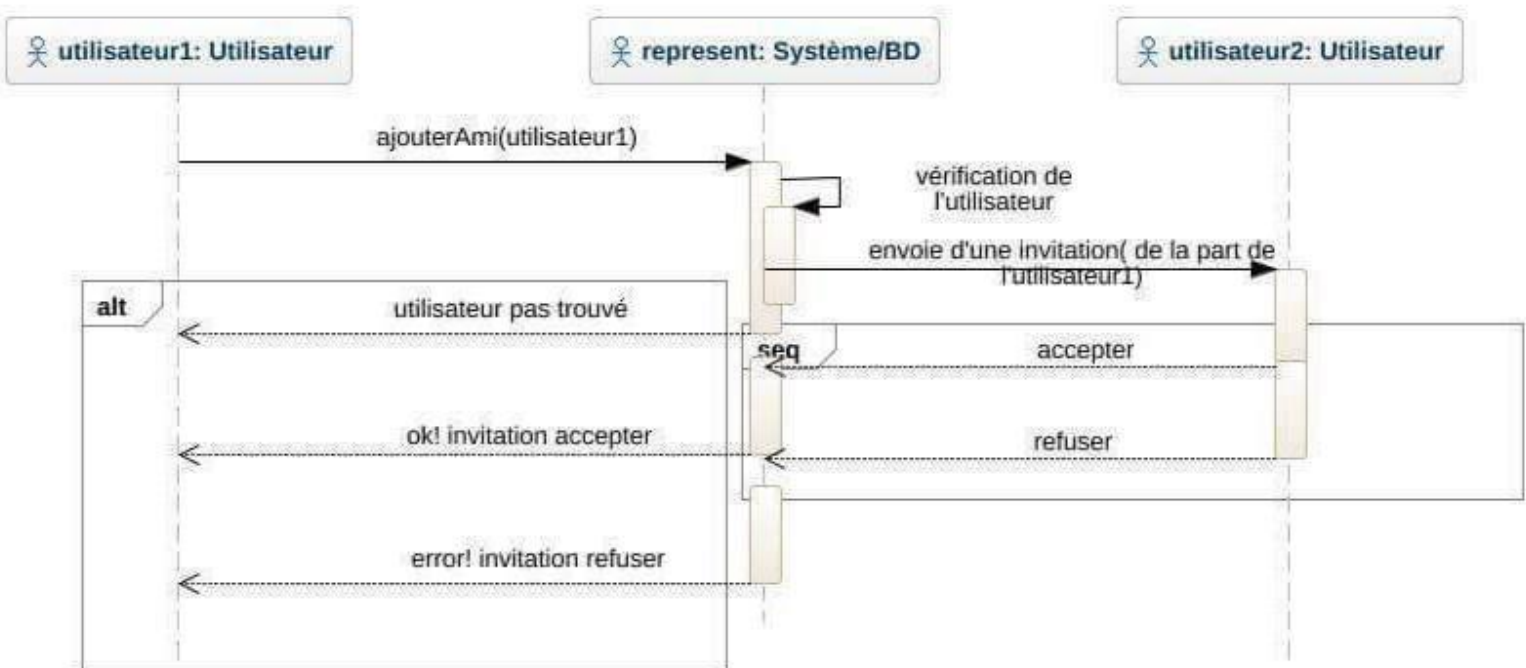 utilisateur1: Utilisateur
represent: Système/BD
utilisateur2: Utilisateur
ajouterAmi(utilisateur1)
vérification de
l'utilisateur
envoie d'une invitation( de la part de
l'utilisateur1)
alt
utilisateur pas trouvé
seq
accepter
ok! invitation accepter
refuser
error! invitation refuser